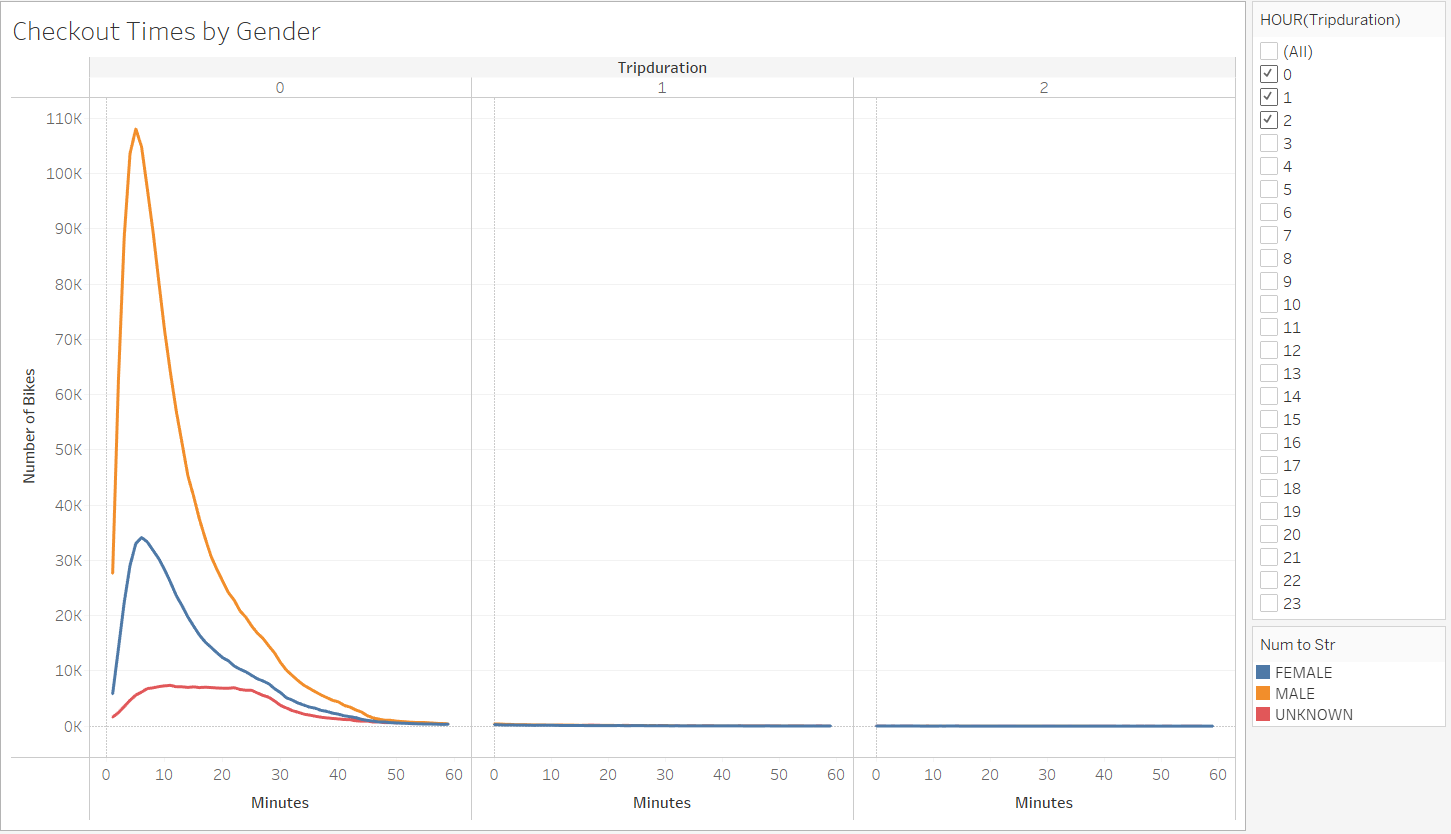 Checkout Times by Gender
Tripduration
0 1 2
110K
100K
90K
80K
70K
60K
50K
40K
30K
20K
10K
0K
Number of Bikes
0 10 20 30 40 50 60 0 10 20 30 40 50 60 0 10 20 30 40 50 60
Minutes Minutes Minutes
HOUR(Tripduration)
(All)
0
1
2
3
4
5
6
7
8
9
10
11
12
13
14
15
16
17
18
19
20
21
22
23
Num to Str
FEMALE
MALE
UNKNOWN